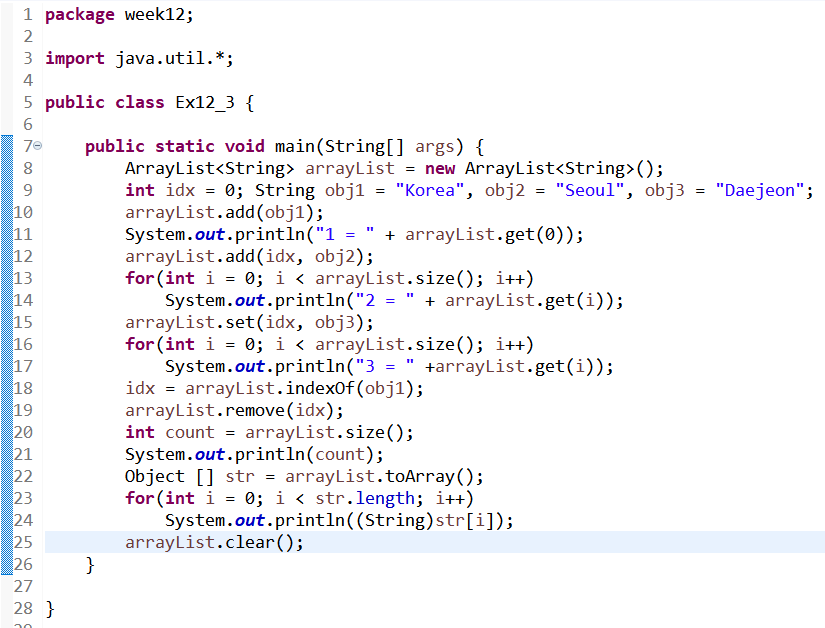 1 package week12;
2
3 import java.util.*;
4
5 public class Ex12_3 {
6
7     public static void main(String[] args) {
8         ArrayList<String> arrayList = new ArrayList<String>();
9         int idx = 0; String obj1 = "Korea", obj2 = "Seoul", obj3 = "Daejeon";
10         arrayList.add(obj1);
11         System.out.println("1 = " + arrayList.get(0));
12         arrayList.add(idx, obj2);
13         for(int i = 0; i < arrayList.size(); i++)
14             System.out.println("2 = " + arrayList.get(i));
15         arrayList.set(idx, obj3);
16         for(int i = 0; i < arrayList.size(); i++)
17             System.out.println("3 = " +arrayList.get(i));
18         idx = arrayList.indexOf(obj1);
19         arrayList.remove(idx);
20         int count = arrayList.size();
21         System.out.println(count);
22         Object [] str = arrayList.toArray();
23         for(int i = 0; i < str.length; i++)
24             System.out.println((String)str[i]);
25         arrayList.clear();
26     }
27
28 }